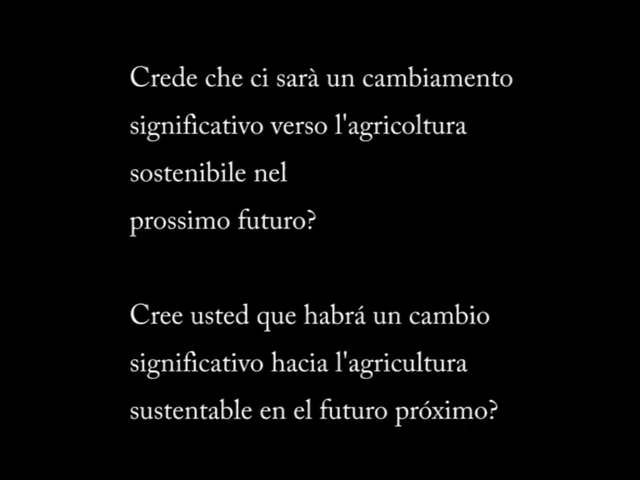 Crede che ci sarà un cambiamento
significativo verso l'agricoltura
sostenibile nel
prossimo futuro?
Cree usted que habrá un cambio
significativo hacia l'agricultura
sustentable en el futuro próximo?